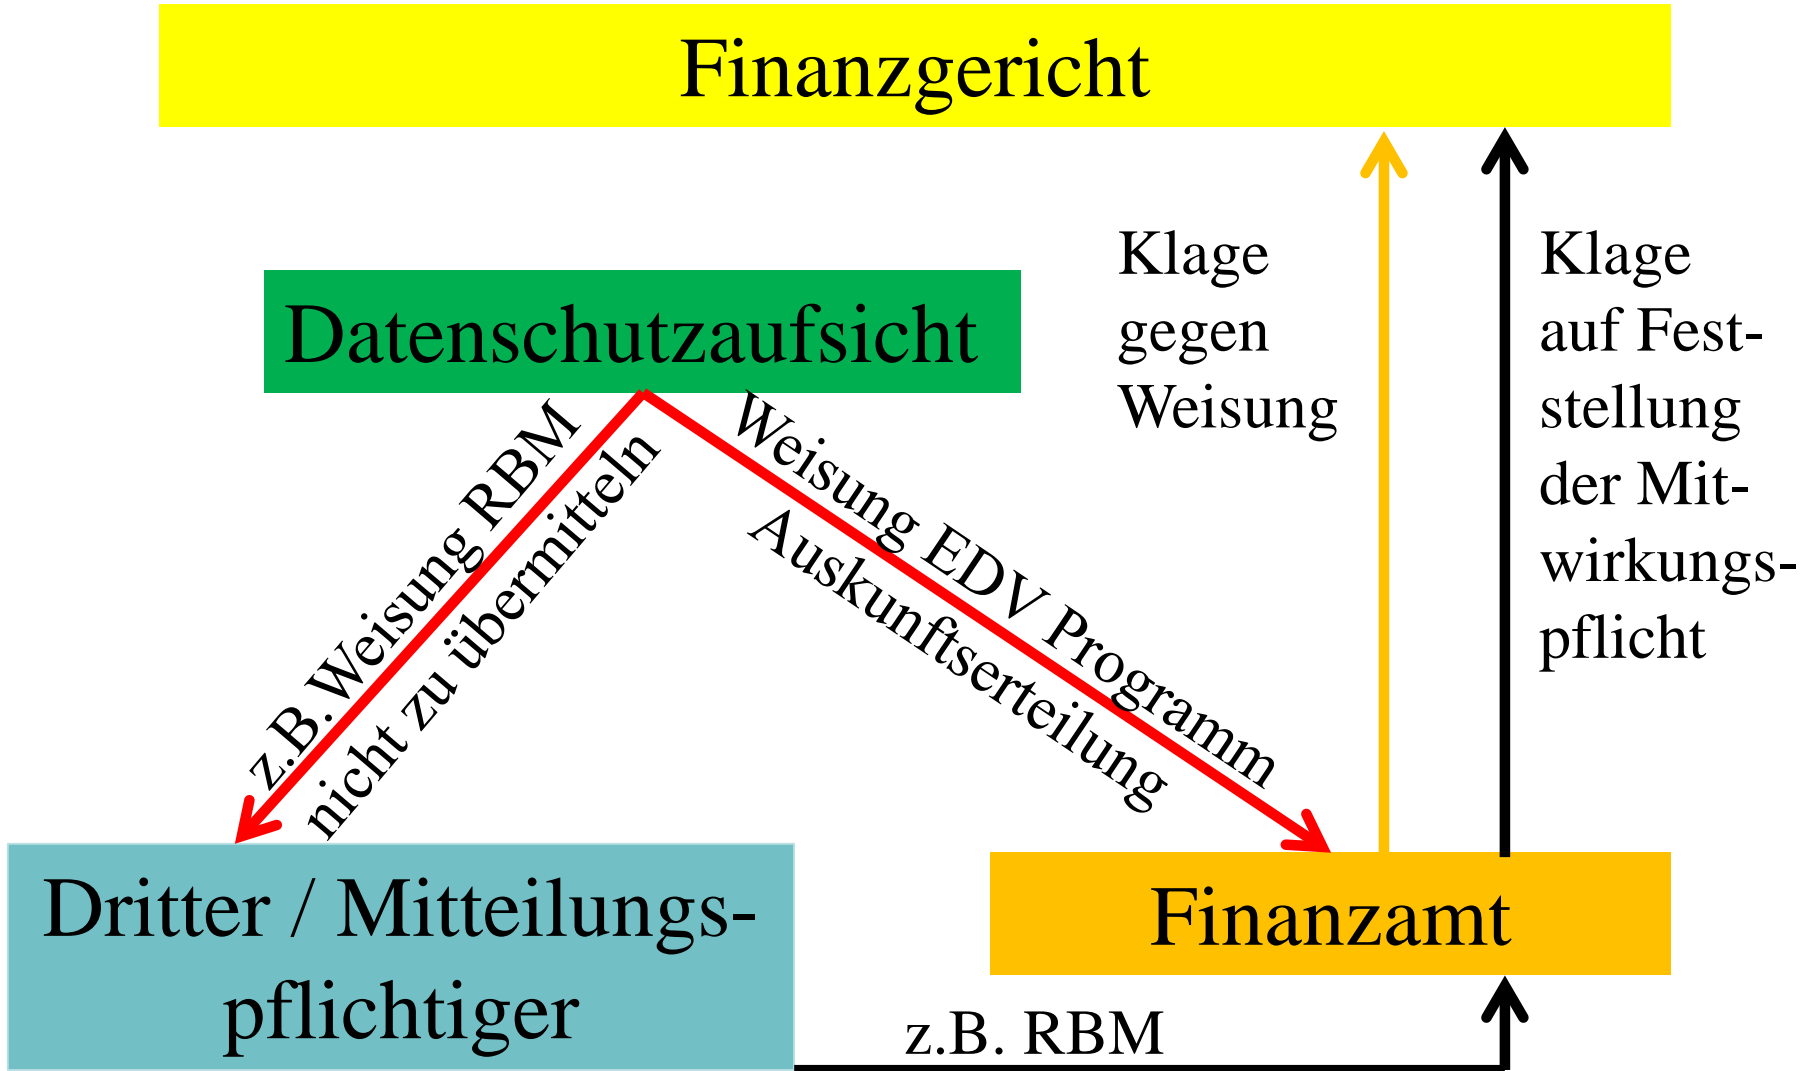 Finanzgericht
Klage
gegen
Weisung
Klage
auf Fest-
stellung
der Mit-
wirkungs-
pflicht
Datenschutzaufsicht
z.B. Weisung RBM
nicht zu übermitteln
Weisung EDV Programm
Auskunftserteilung
Dritter / Mitteilungs-
pflichtiger
Finanzamt
z.B. RBM